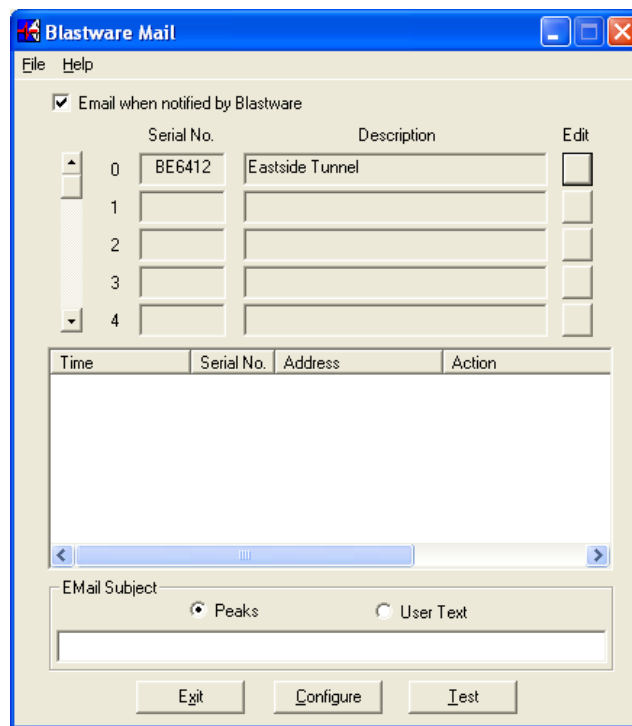 Blastware Mail
File Help
Email when notified by Blastware
Serial No. Description Edit
0 BE6412 Eastside Tunnel
1
2
3
4
Time Serial No. Address Action
EMail Subject
Peaks User Text
Exit Configure Test